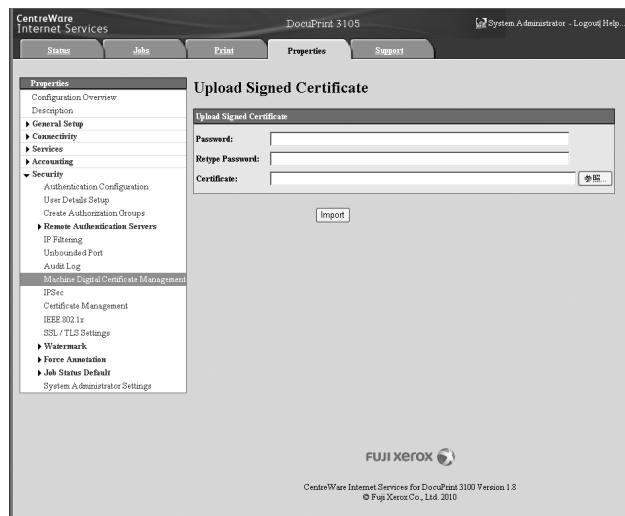 CentreWare
Internet Services
DocuPrint 3105
System Administrator - Logout| Help...
Status
Jobs
Print
Properties
Support
Properties
Configuration Overview
Description
General Setup
Connectivity
Services
Accounting
Security
Authentication Configuration
User Details Setup
Create Authorization Groups
Remote Authentication Servers
IP Filtering
Unbounded Port
Audit Log
Machine Digital Certificate Management
IPSec
Certificate Management
IEEE 802.1x
SSL / TLS Settings
Watermark
Force Annotation
Job Status Default
System Administrator Settings
Upload Signed Certificate
Upload Signed Certificate
Password:
Retype Password:
Certificate:
参照...
Import
FUJI xerox
CentreWare Internet Services for DocuPrint 3100 Version 1.8
© Fuji Xerox Co., Ltd. 2010